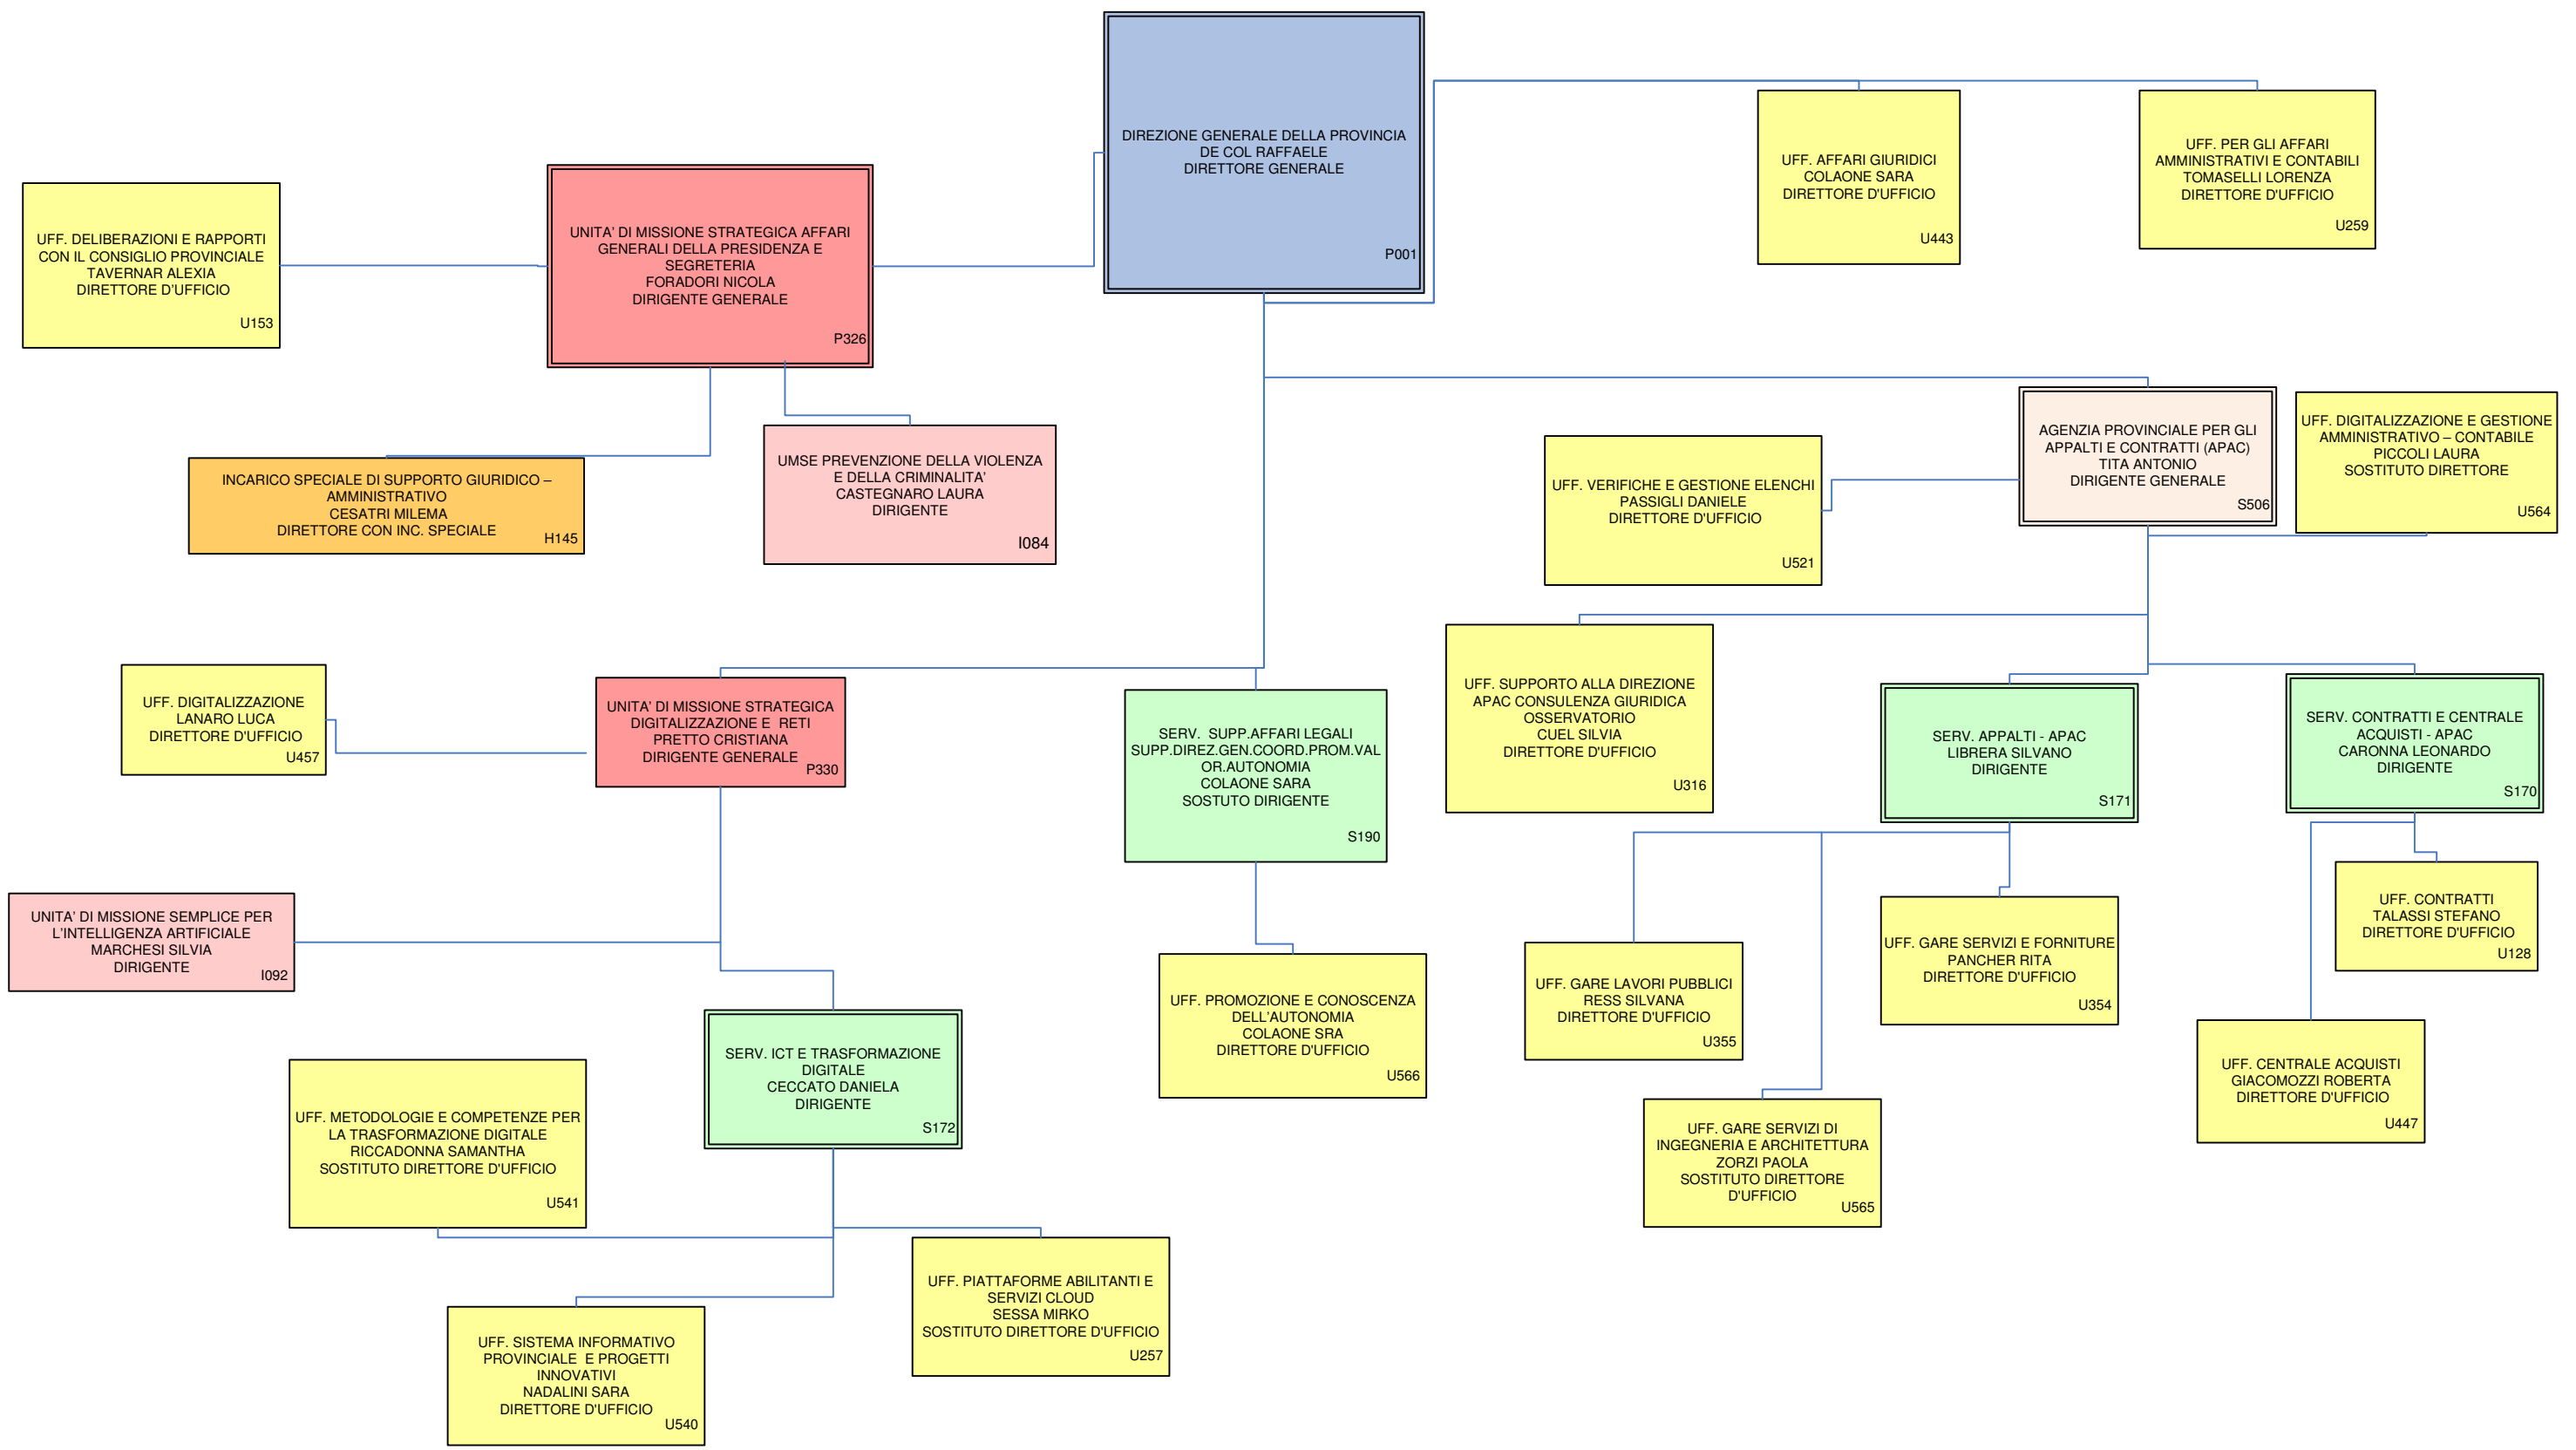 DIREZIONE GENERALE DELLA PROVINCIA
DE COL RAFFAELE
DIRETTORE GENERALE
P001
UFF. AFFARI GIURIDICI
COLAONE SARA
DIRETTORE D'UFFICIO
U443
UFF. PER GLI AFFARI
AMMINISTRATIVI E CONTABILI
TOMASELLI LORENZA
DIRETTORE D'UFFICIO
U259
UFF. DELIBERAZIONI E RAPPORTI
CON IL CONSIGLIO PROVINCIALE
TAVERNAR ALEXIA
DIRETTORE D'UFFICIO
U153
UNITA' DI MISSIONE STRATEGICA AFFARI
GENERALI DELLA PRESIDENZA E
SEGRETERIA
FORADORI NICOLA
DIRIGENTE GENERALE
P326
INCARICO SPECIALE DI SUPPORTO GIURIDICO –
AMMINISTRATIVO
CESATRI MILEMA
DIRETTORE CON INC. SPECIALE
H145
UMSE PREVENZIONE DELLA VIOLENZA
E DELLA CRIMINALITA'
CASTEGNARO LAURA
DIRIGENTE
I084
UFF. VERIFICHE E GESTIONE ELENCHI
PASSIGLI DANIELE
DIRETTORE D'UFFICIO
U521
AGENZIA PROVINCIALE PER GLI
APPALTI E CONTRATTI (APAC)
TITA ANTONIO
DIRIGENTE GENERALE
S506
UFF. DIGITALIZZAZIONE E GESTIONE
AMMINISTRATIVO – CONTABILE
PICCOLI LAURA
SOSTITUTO DIRETTORE
U564
UFF. DIGITALIZZAZIONE
LANARO LUCA
DIRETTORE D'UFFICIO
U457
UNITA' DI MISSIONE STRATEGICA
DIGITALIZZAZIONE E  RETI
PRETTO CRISTIANA
DIRIGENTE GENERALE
P330
SERV.  SUPP.AFFARI LEGALI
SUPP.DIREZ.GEN.COORD.PROM.VAL
OR.AUTONOMIA
COLAONE SARA
SOSTUTO DIRIGENTE
S190
UFF. SUPPORTO ALLA DIREZIONE
APAC CONSULENZA GIURIDICA
OSSERVATORIO
CUEL SILVIA
DIRETTORE D'UFFICIO
U316
SERV. APPALTI - APAC
LIBRERA SILVANO
DIRIGENTE
S171
SERV. CONTRATTI E CENTRALE
ACQUISTI - APAC
CARONNA LEONARDO
DIRIGENTE
S170
UNITA' DI MISSIONE SEMPLICE PER
L'INTELLIGENZA ARTIFICIALE
MARCHESI SILVIA
DIRIGENTE
I092
UFF. PROMOZIONE E CONOSCENZA
DELL'AUTONOMIA
COLAONE SRA
DIRETTORE D'UFFICIO
U566
UFF. GARE LAVORI PUBBLICI
RESS SILVANA
DIRETTORE D'UFFICIO
U355
UFF. GARE SERVIZI E FORNITURE
PANCHER RITA
DIRETTORE D'UFFICIO
U354
UFF. CONTRATTI
TALASSI STEFANO
DIRETTORE D'UFFICIO
U128
SERV. ICT E TRASFORMAZIONE
DIGITALE
CECCATO DANIELA
DIRIGENTE
S172
UFF. METODOLOGIE E COMPETENZE PER
LA TRASFORMAZIONE DIGITALE
RICCADONNA SAMANTHA
SOSTITUTO DIRETTORE D'UFFICIO
U541
UFF. GARE SERVIZI DI
INGEGNERIA E ARCHITETTURA
ZORZI PAOLA
SOSTITUTO DIRETTORE
D'UFFICIO
U565
UFF. CENTRALE ACQUISTI
GIACOMOZZI ROBERTA
DIRETTORE D'UFFICIO
U447
UFF. PIATTAFORME ABILITANTI E
SERVIZI CLOUD
SESSA MIRKO
SOSTITUTO DIRETTORE D'UFFICIO
U257
UFF. SISTEMA INFORMATIVO
PROVINCIALE  E PROGETTI
INNOVATIVI
NADALINI SARA
DIRETTORE D'UFFICIO
U540